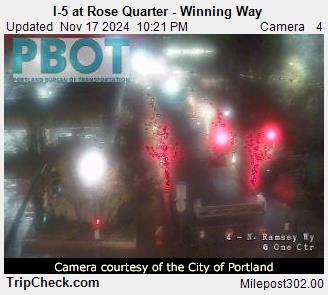 I-5 at Rose Quarter - Winning Way
Updated Nov 17 2024 10:21 PM Camera 4
PBOT
PORTLAND BUREAU OF TRANSPORTATION
4 - N. Ramsey Wy
@ One Ctr
Camera courtesy of the City of Portland
TripCheck.com Milepost302.00